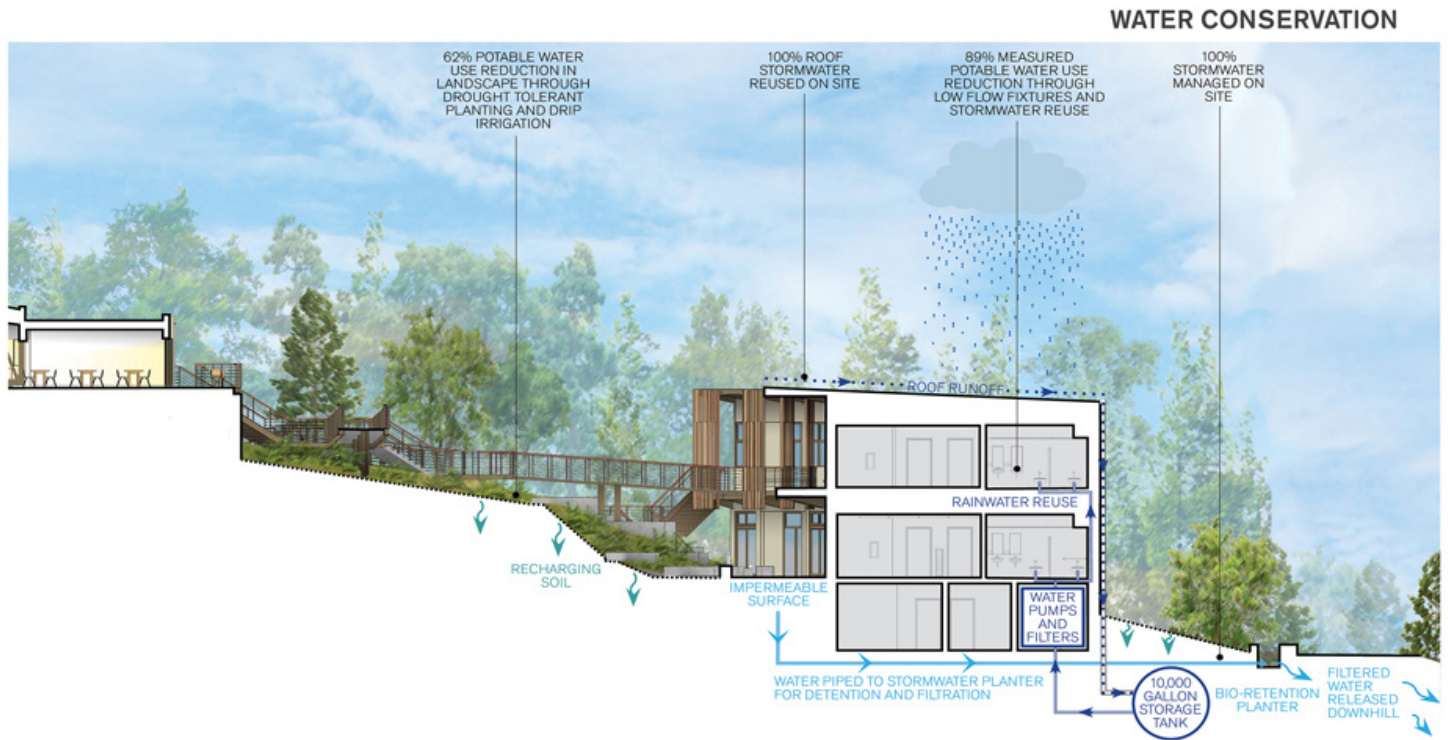 WATER CONSERVATION
62% POTABLE WATER
USE REDUCTION IN
LANDSCAPE THROUGH
DROUGHT TOLERANT
PLANTING AND DRIP
IRRIGATION
100% ROOF
STORMWATER
REUSED ON SITE
89% MEASURED
POTABLE WATER USE
REDUCTION THROUGH
LOW FLOW FIXTURES AND
STORMWATER REUSE
100%
STORMWATER
MANAGED ON
SITE
ROOF RUNOFF
RAINWATER REUSE
RECHARGING
SOIL
IMPERMEABLE
SURFACE
WATER
PUMPS
AND
FILTERS
WATER PIPED TO STORMWATER PLANTER
FOR DETENTION AND FILTRATION
10,000
GALLON
STORAGE
TANK
BIO-RETENTION
PLANTER
FILTERED
WATER
RELEASED
DOWNHILL